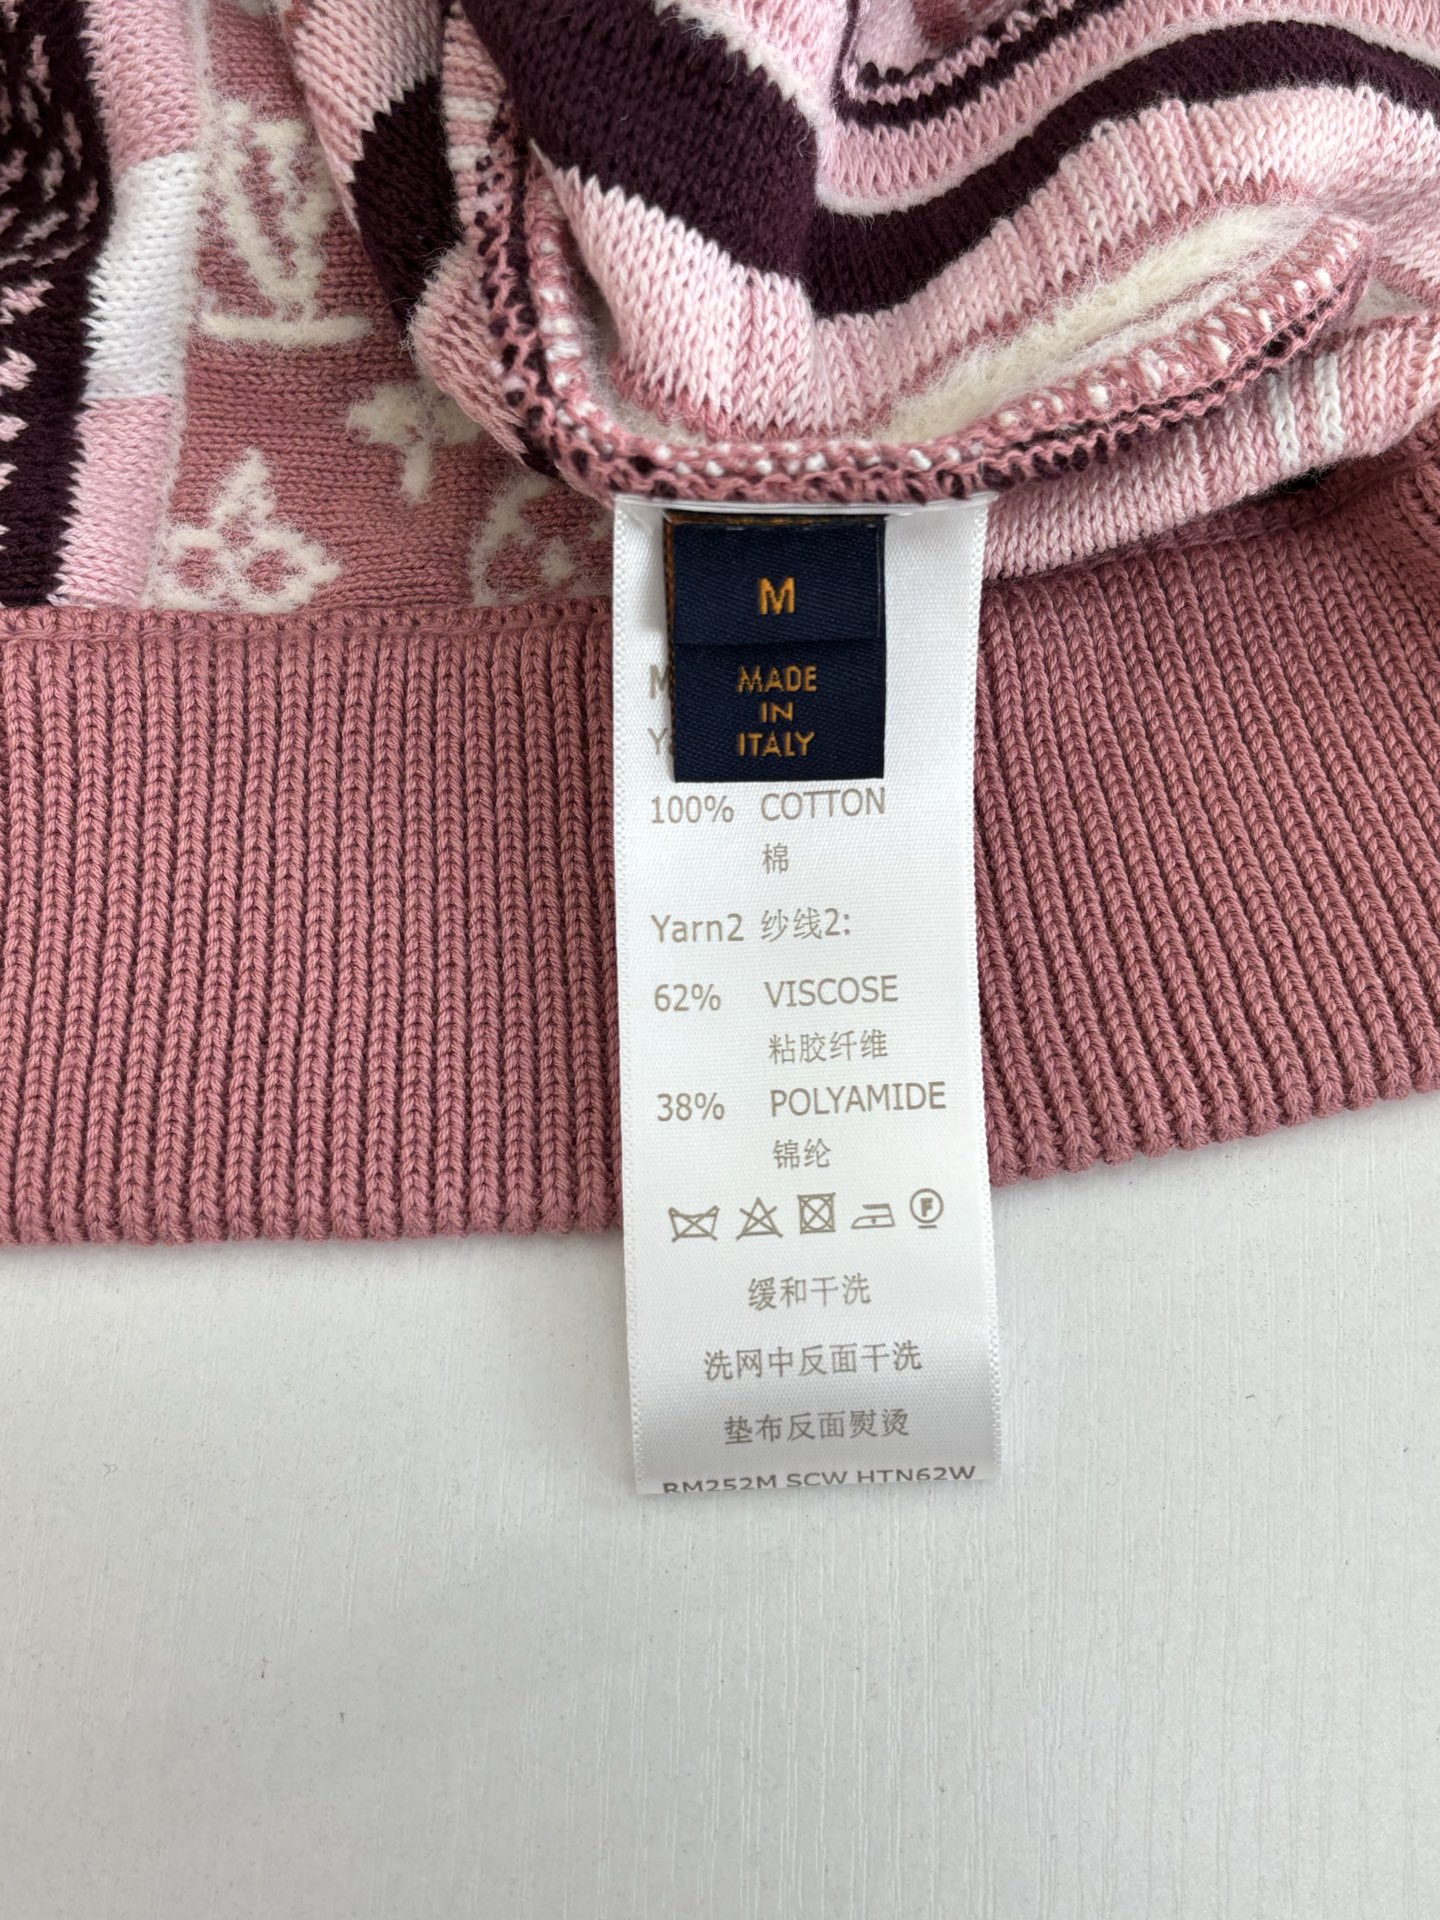 M
MADE
IN
ITALY
100% COTTON
棉
Yarn2 纱线2:
62% VISCOSE
粘胶纤维
38% POLYAMIDE
锦纶
F
缓和干洗
洗网中反面干洗
垫布反面熨烫
RM252M SCW HTN62W